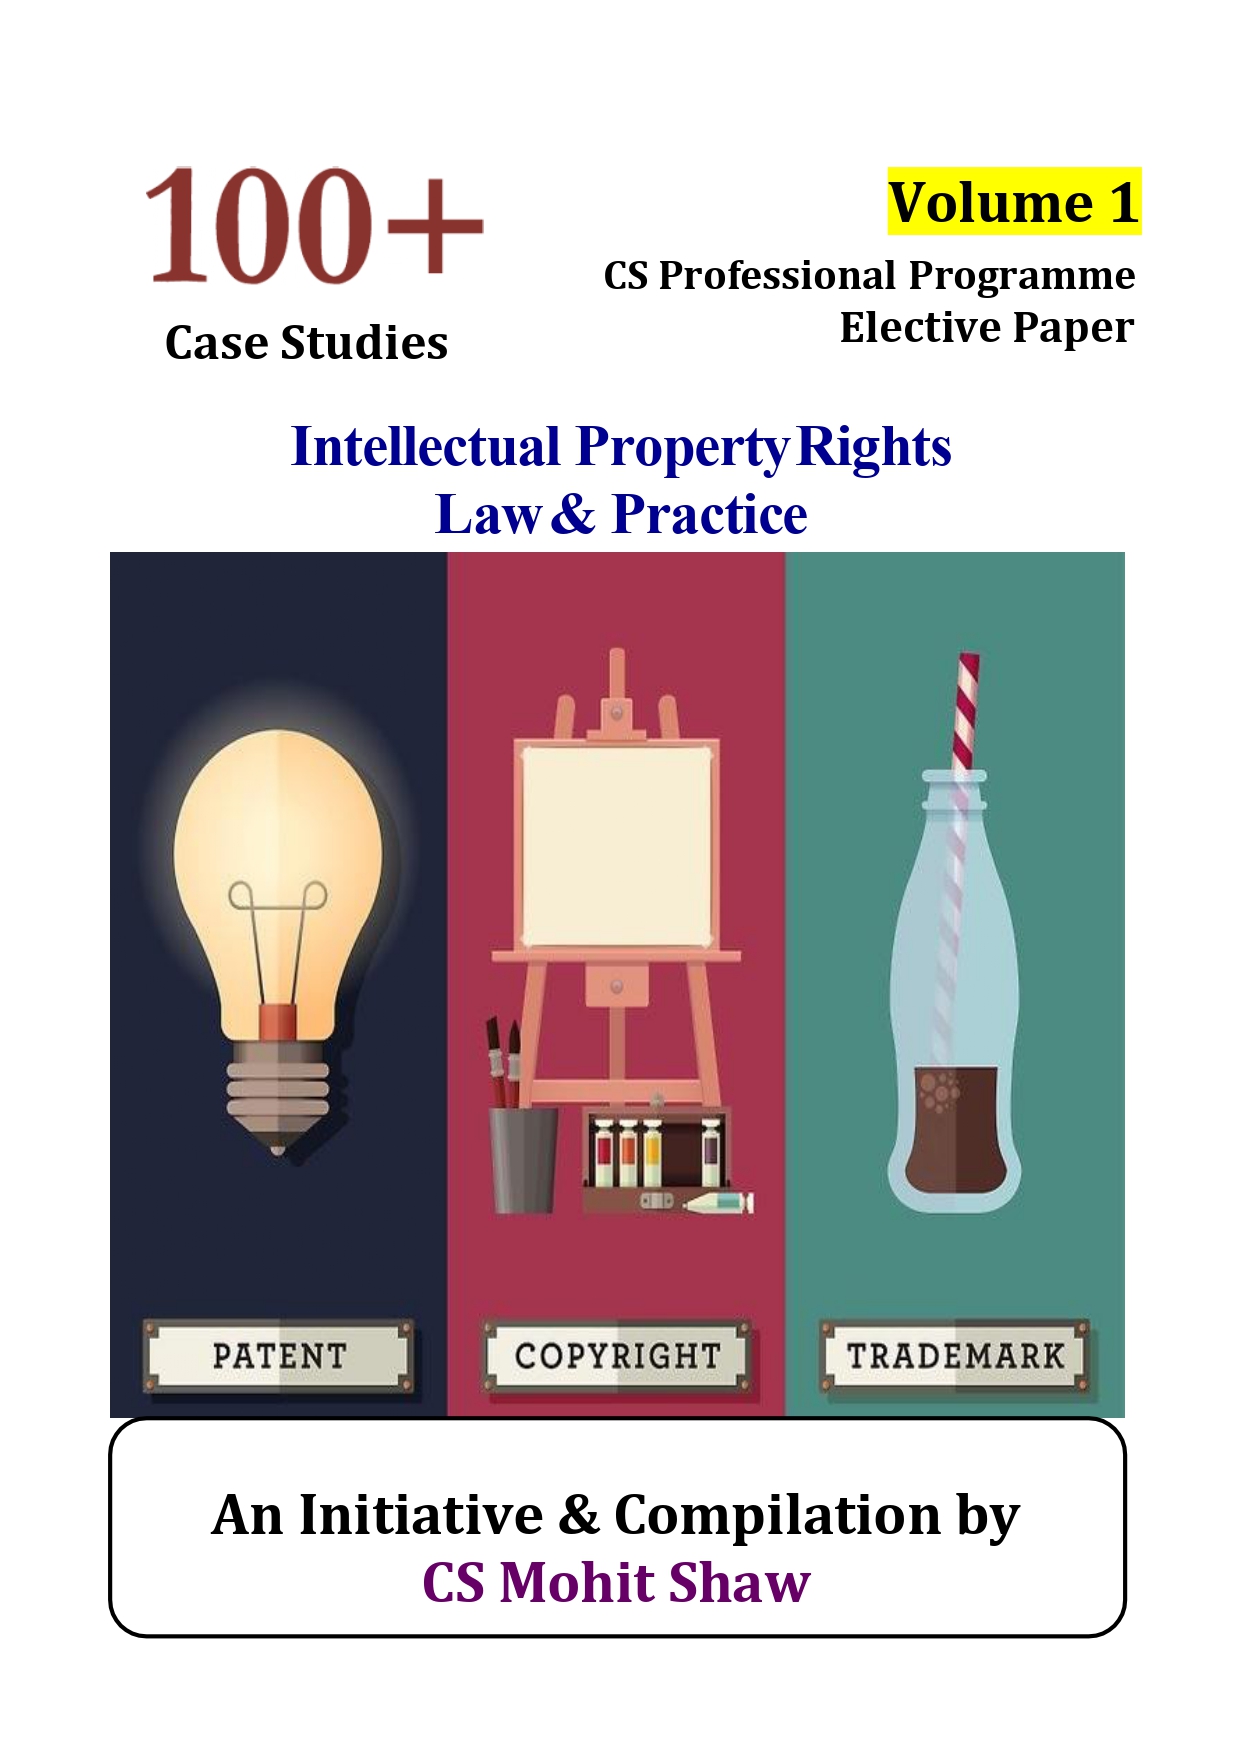 100+
Case Studies
Volume 1
CS Professional Programme
Elective Paper
Intellectual Property Rights
Law & Practice
PATENT
COPYRIGHT
TRADEMARK
An Initiative & Compilation by
CS Mohit Shaw